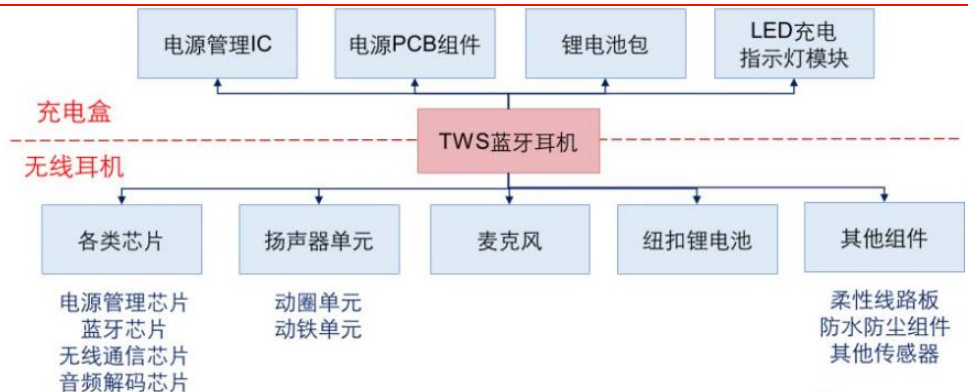 电源管理IC
电源PCB组件
锂电池包
LED充电
指示灯模块
充电盒
TWS蓝牙耳机
无线耳机
各类芯片
扬声器单元
麦克风
纽扣锂电池
其他组件
电源管理芯片
蓝牙芯片
无线通信芯片
音频解码芯片
动圈单元
动铁单元
柔性线路板
防水防尘组件
其他传感器